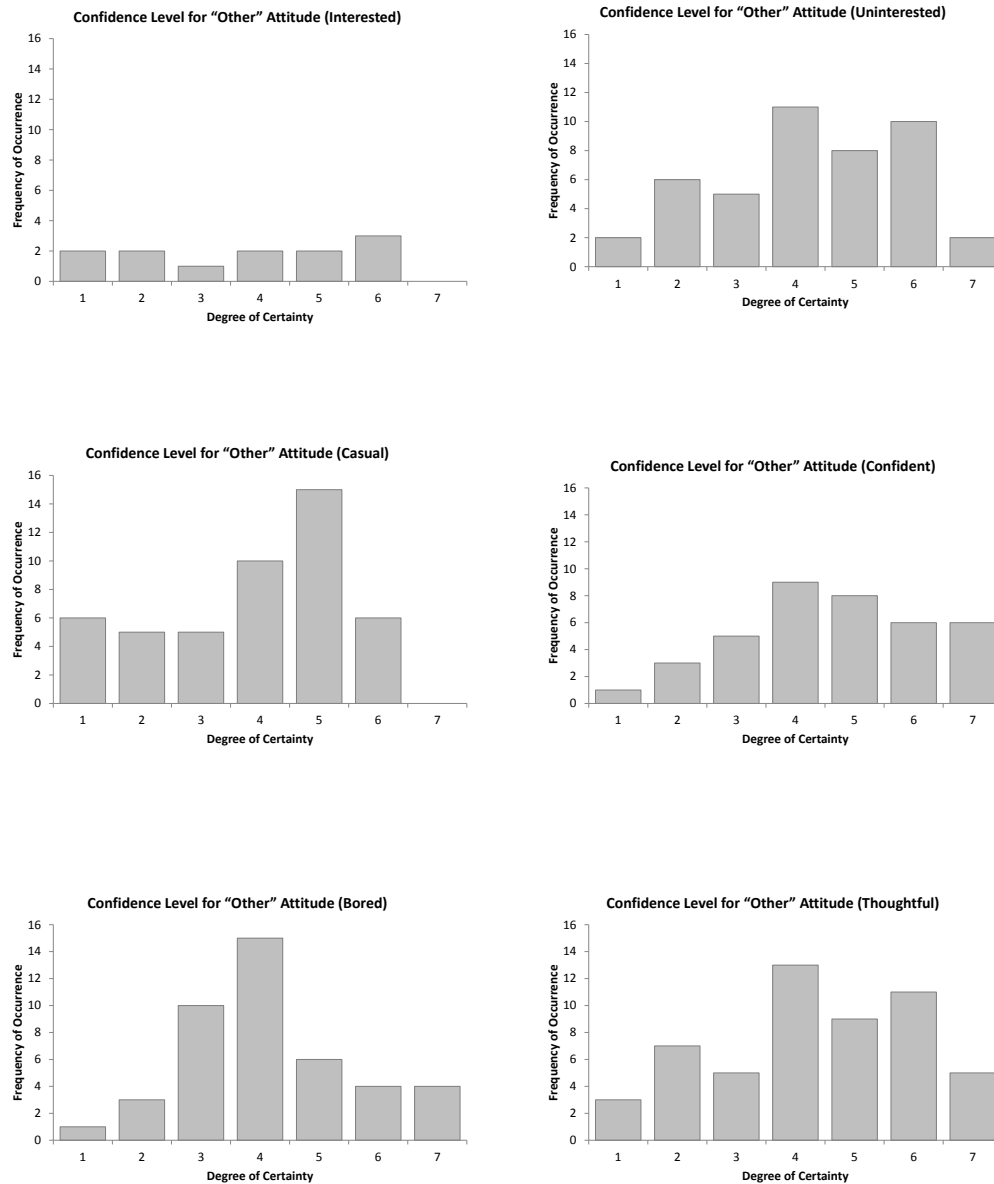 Confidence Level for “Other” Attitude (Interested)
16
14
12
10
8
6
4
2
0
Frequency of Occurrence
1 2 3 4 5 6 7
Degree of Certainty
Confidence Level for “Other” Attitude (Uninterested)
16
14
12
10
8
6
4
2
0
Frequency of Occurrence
1 2 3 4 5 6 7
Degree of Certainty
Confidence Level for “Other” Attitude (Casual)
16
14
12
10
8
6
4
2
0
Frequency of Occurrence
1 2 3 4 5 6 7
Degree of Certainty
Confidence Level for “Other” Attitude (Confident)
16
14
12
10
8
6
4
2
0
Frequency of Occurrence
1 2 3 4 5 6 7
Degree of Certainty
Confidence Level for “Other” Attitude (Bored)
16
14
12
10
8
6
4
2
0
Frequency of Occurrence
1 2 3 4 5 6 7
Degree of Certainty
Confidence Level for “Other” Attitude (Thoughtful)
16
14
12
10
8
6
4
2
0
Frequency of Occurrence
1 2 3 4 5 6 7
Degree of Certainty